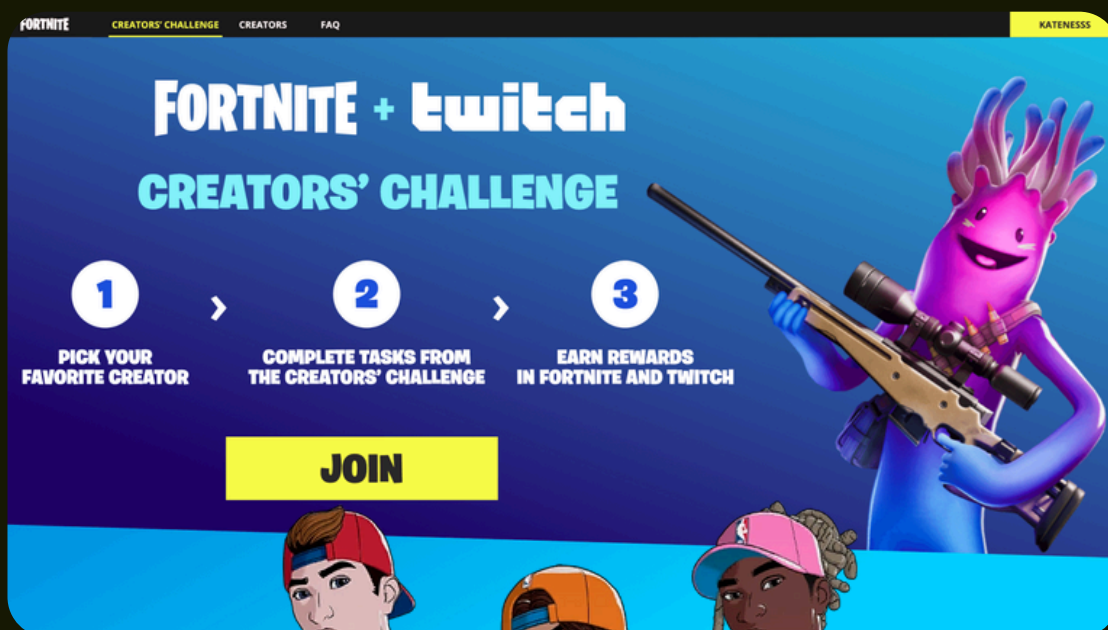 FORTNITE
CREATORS' CHALLENGE
CREATORS
FAQ
KATENESSS
FORTNITE + twitch
CREATORS' CHALLENGE
1
2
3
PICK YOUR
FAVORITE CREATOR
COMPLETE TASKS FROM
THE CREATORS' CHALLENGE
EARN REWARDS
IN FORTNITE AND TWITCH
JOIN